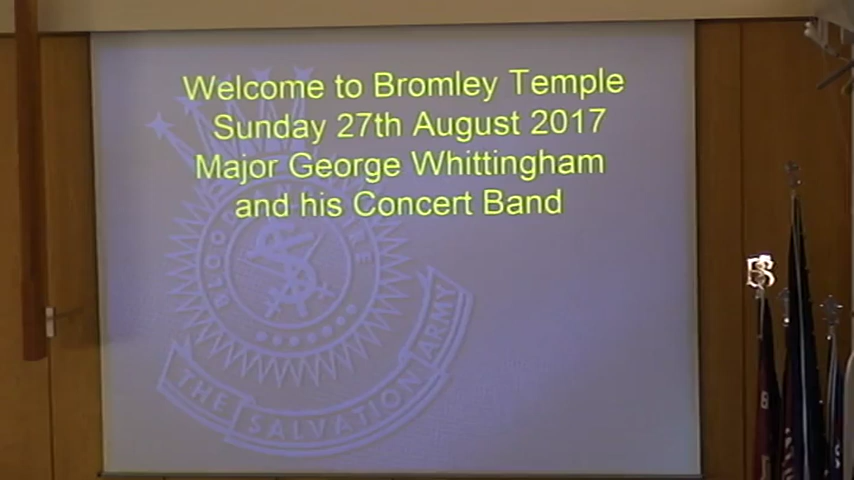 Welcome to Bromley Temple
Sunday 27th August 2017
Major George Whittingham
and his Concert Band
BLOOD AND FIRE
S
THE SALVATION ARMY
S